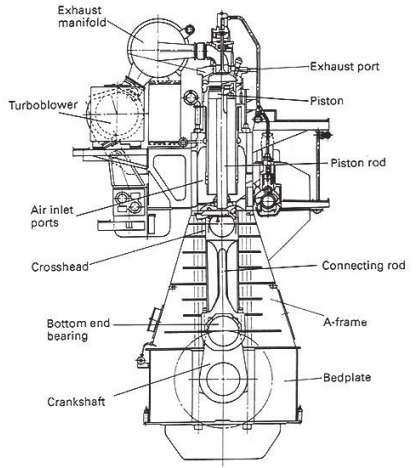 Exhaust
manifold
Exhaust port
Turboblower
Piston
Piston rod
Air inlet
ports
Crosshead
Connecting rod
Bottom end
bearing
A-frame
Bedplate
Crankshaft